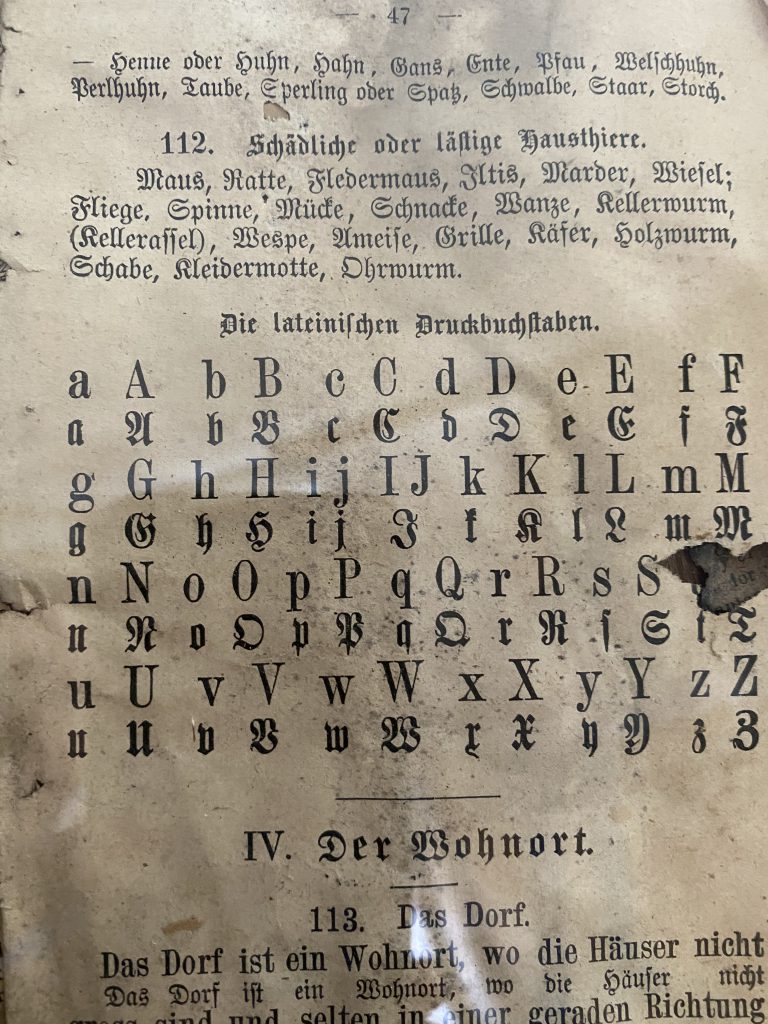 — 47 —
— Henne oder Huhn, Hahn, Gans, Ente, Pfau, Welſchhuhn,
Perlhuhn, Taube, Sperling oder Spatz, Schwalbe, Staar, Storch.
112. Schädliche oder läſtige Hausthiere.
Maus, Ratte, Fledermaus, Iltis, Marder, Wieſel;
Fliege, Spinne, Mücke, Schnacke, Wanze, Kellerwurm,
(Kelleraſſel), Wespe, Ameiſe, Grille, Käfer, Holzwurm,
Schabe, Kleidermotte, Ohrwurm.
Die lateiniſchen Druckbuchſtaben.
a A b B c C d D e E f F
a A b B c C d D e E f F
g G h H i j I J k K l L m M
g G h H i j J k K l L m M
n N o O p P q Q r R s S
n N o O p P q Q r R ſ S t T
u U v V w W x X y Y z Z
u U v V w W x X y Y z Z
IV. Der Wohnort.
113. Das Dorf.
Das Dorf ist ein Wohnort, wo die Häuser nicht
Das Dorf iſt ein Wohnort, wo die Häuſer nicht
gross sind und selten in einer geraden Richtung